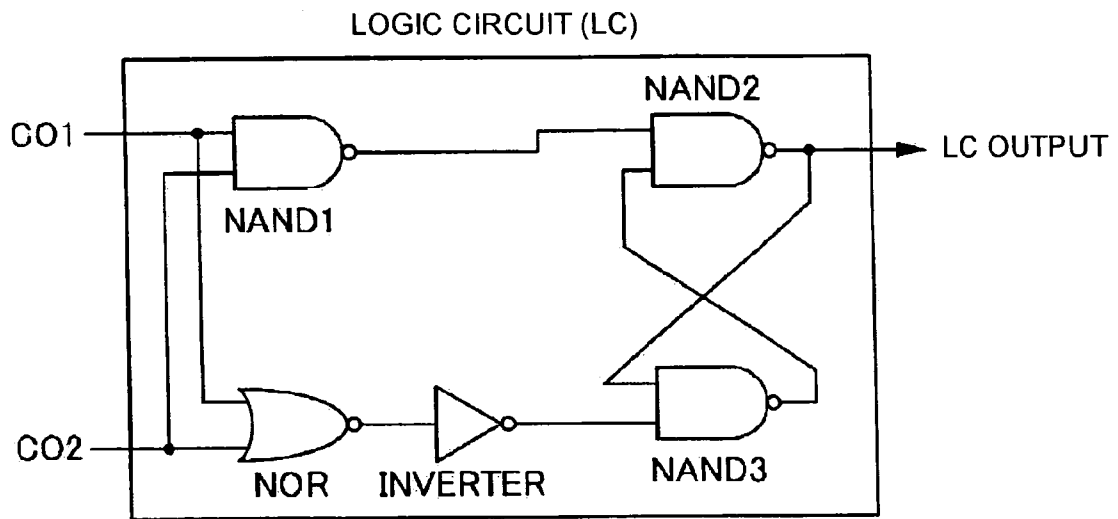 LOGIC CIRCUIT (LC)
NAND2
CO1
LC OUTPUT
NAND1
CO2
NOR
INVERTER
NAND3